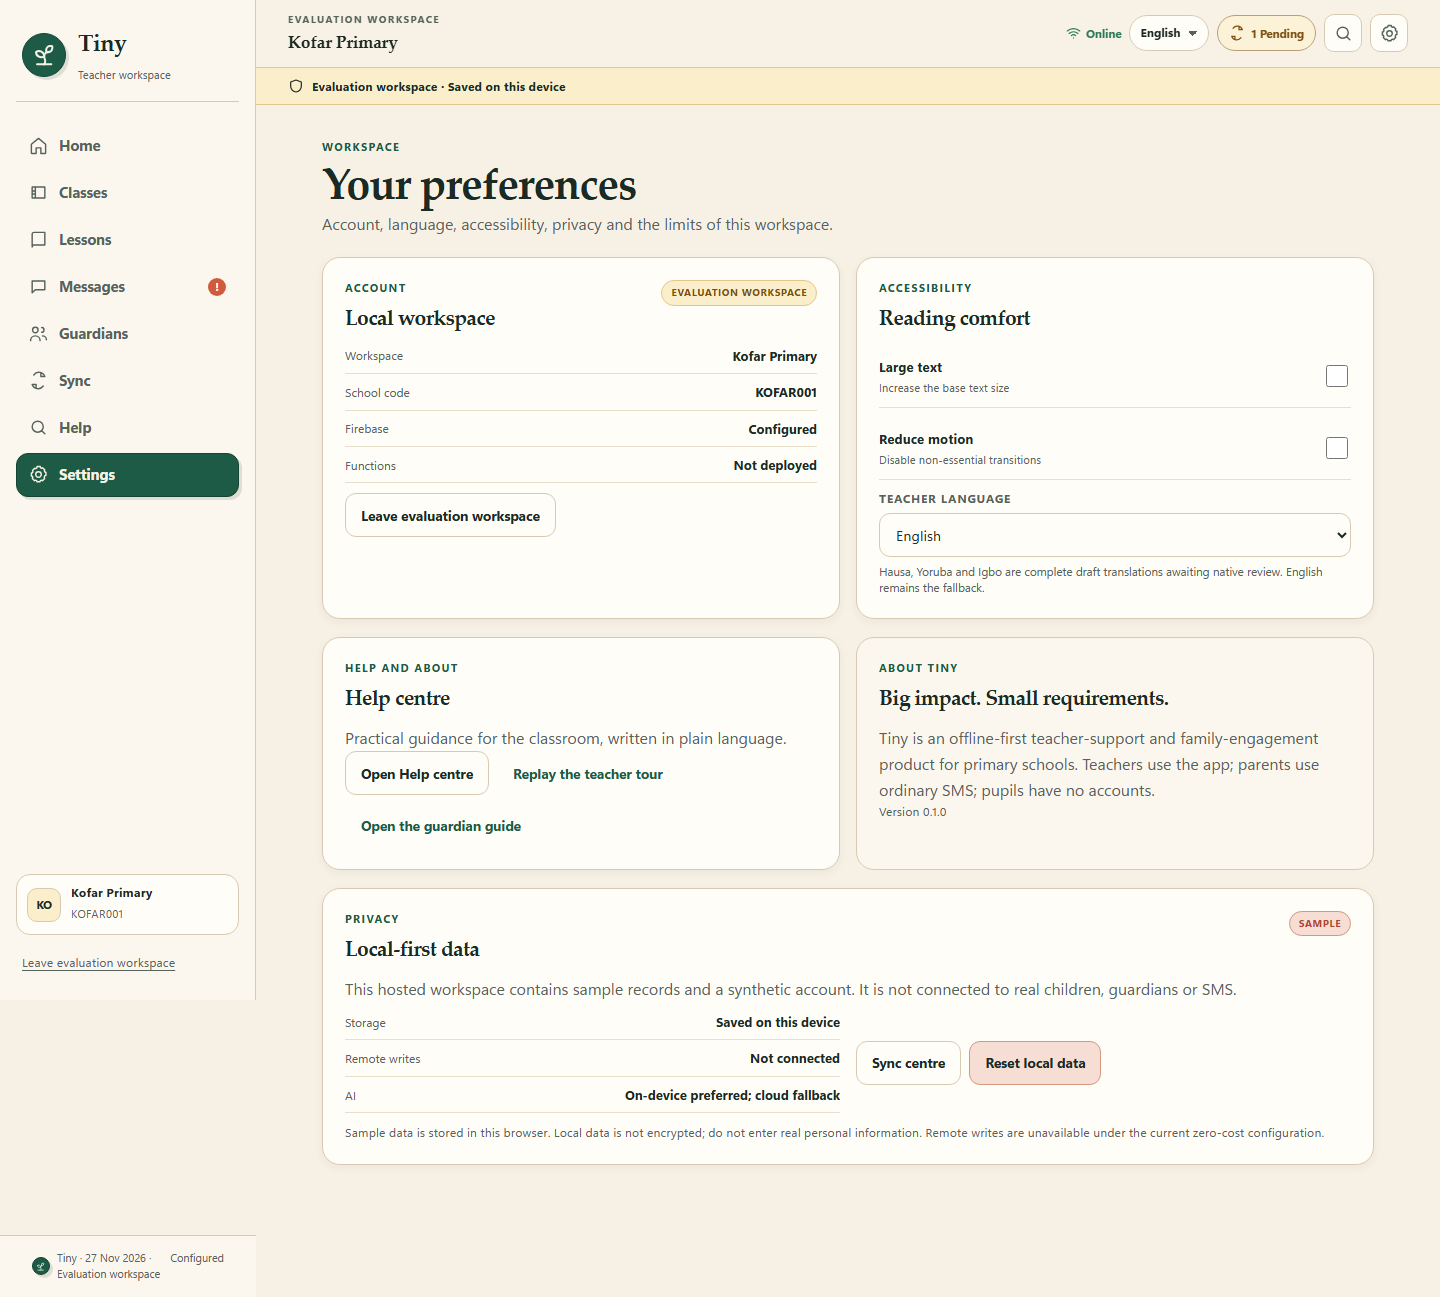 Tiny
Teacher workspace
Home
Classes
Lessons
Messages
!
Guardians
Sync
Help
Settings
KO
Kofar Primary
KOFAR001
Leave evaluation workspace
Tiny · 27 Nov 2026 ·
Evaluation workspace
Configured
EVALUATION WORKSPACE
Kofar Primary
Online
English
1 Pending
Evaluation workspace · Saved on this device
WORKSPACE
Your preferences
Account, language, accessibility, privacy and the limits of this workspace.
ACCOUNT
EVALUATION WORKSPACE
Local workspace
Workspace Kofar Primary
School code KOFAR001
Firebase Configured
Functions Not deployed
Leave evaluation workspace
ACCESSIBILITY
Reading comfort
Large text
Increase the base text size
Reduce motion
Disable non-essential transitions
TEACHER LANGUAGE
English
Hausa, Yoruba and Igbo are complete draft translations awaiting native review. English
remains the fallback.
HELP AND ABOUT
Help centre
Practical guidance for the classroom, written in plain language.
Open Help centre
Replay the teacher tour
Open the guardian guide
ABOUT TINY
Big impact. Small requirements.
Tiny is an offline-first teacher-support and family-engagement
product for primary schools. Teachers use the app; parents use
ordinary SMS; pupils have no accounts.
Version 0.1.0
PRIVACY
SAMPLE
Local-first data
This hosted workspace contains sample records and a synthetic account. It is not connected to real children, guardians or SMS.
Storage Saved on this device
Remote writes Not connected
AI On-device preferred; cloud fallback
Sync centre
Reset local data
Sample data is stored in this browser. Local data is not encrypted; do not enter real personal information. Remote writes are unavailable under the current zero-cost configuration.